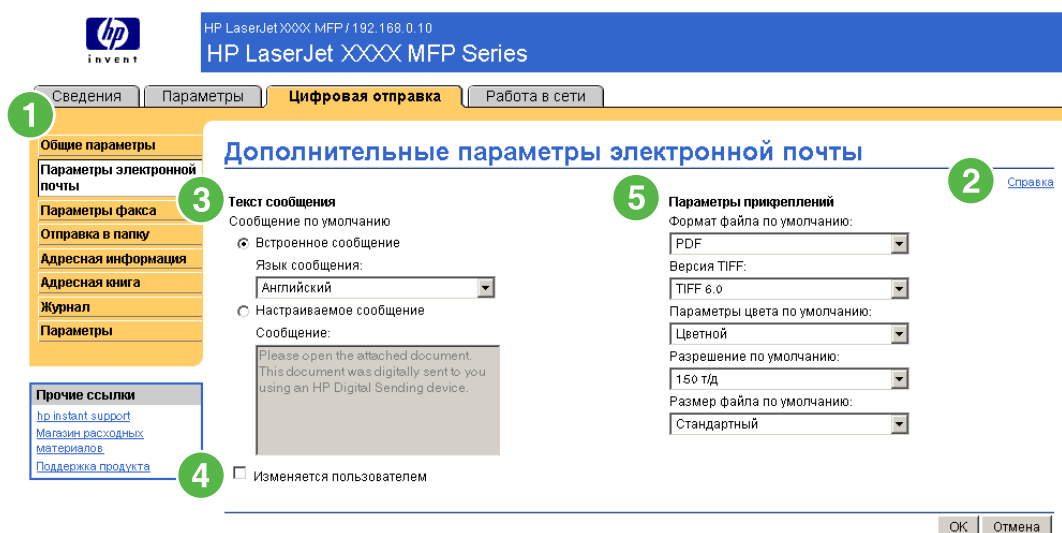 hp
invent
HP LaserJet XXXX MFP / 192.168.0.10
HP LaserJet XXXX MFP Series
Сведения
Параметры
Цифровая отправка
Работа в сети
1
Общие параметры
Параметры электронной
почты
Параметры факса
Отправка в папку
Адресная информация
Адресная книга
Журнал
Параметры
Прочие ссылки
hp instant support
Магазин расходных
материалов
Поддержка продукта
Дополнительные параметры электронной почты
2
Справка
3
Текст сообщения
Сообщение по умолчанию
Встроенное сообщение
Язык сообщения:
Английский
Настраиваемое сообщение
Сообщение:
Please open the attached document.
This document was digitally sent to you
using an HP Digital Sending device.
4
Изменяется пользователем
5
Параметры прикреплений
Формат файла по умолчанию:
PDF
Версия TIFF:
TIFF 6.0
Параметры цвета по умолчанию:
Цветной
Разрешение по умолчанию:
150 т/д
Размер файла по умолчанию:
Стандартный
OK
Отмена